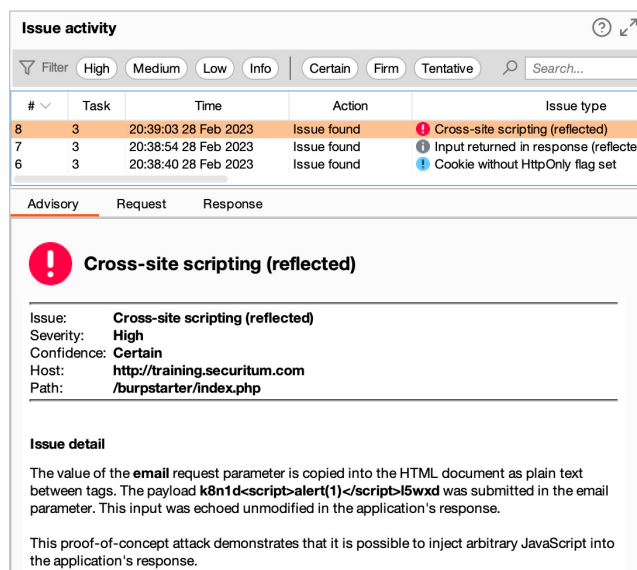 Issue activity
Filter High Medium Low Info Certain Firm Tentative Search...
# Task Time Action Issue type
8 3 20:39:03 28 Feb 2023 Issue found Cross-site scripting (reflected)
7 3 20:38:54 28 Feb 2023 Issue found Input returned in response (reflecte
6 3 20:38:40 28 Feb 2023 Issue found Cookie without HttpOnly flag set
Advisory Request Response
Cross-site scripting (reflected)
Issue: Cross-site scripting (reflected)
Severity: High
Confidence: Certain
Host: http://training.securitum.com
Path: /burpstarter/index.php
Issue detail
The value of the email request parameter is copied into the HTML document as plain text
between tags. The payload k8n1d<script>alert(1)</script>l5wxd was submitted in the email
parameter. This input was echoed unmodified in the application's response.
This proof-of-concept attack demonstrates that it is possible to inject arbitrary JavaScript into
the application's response.